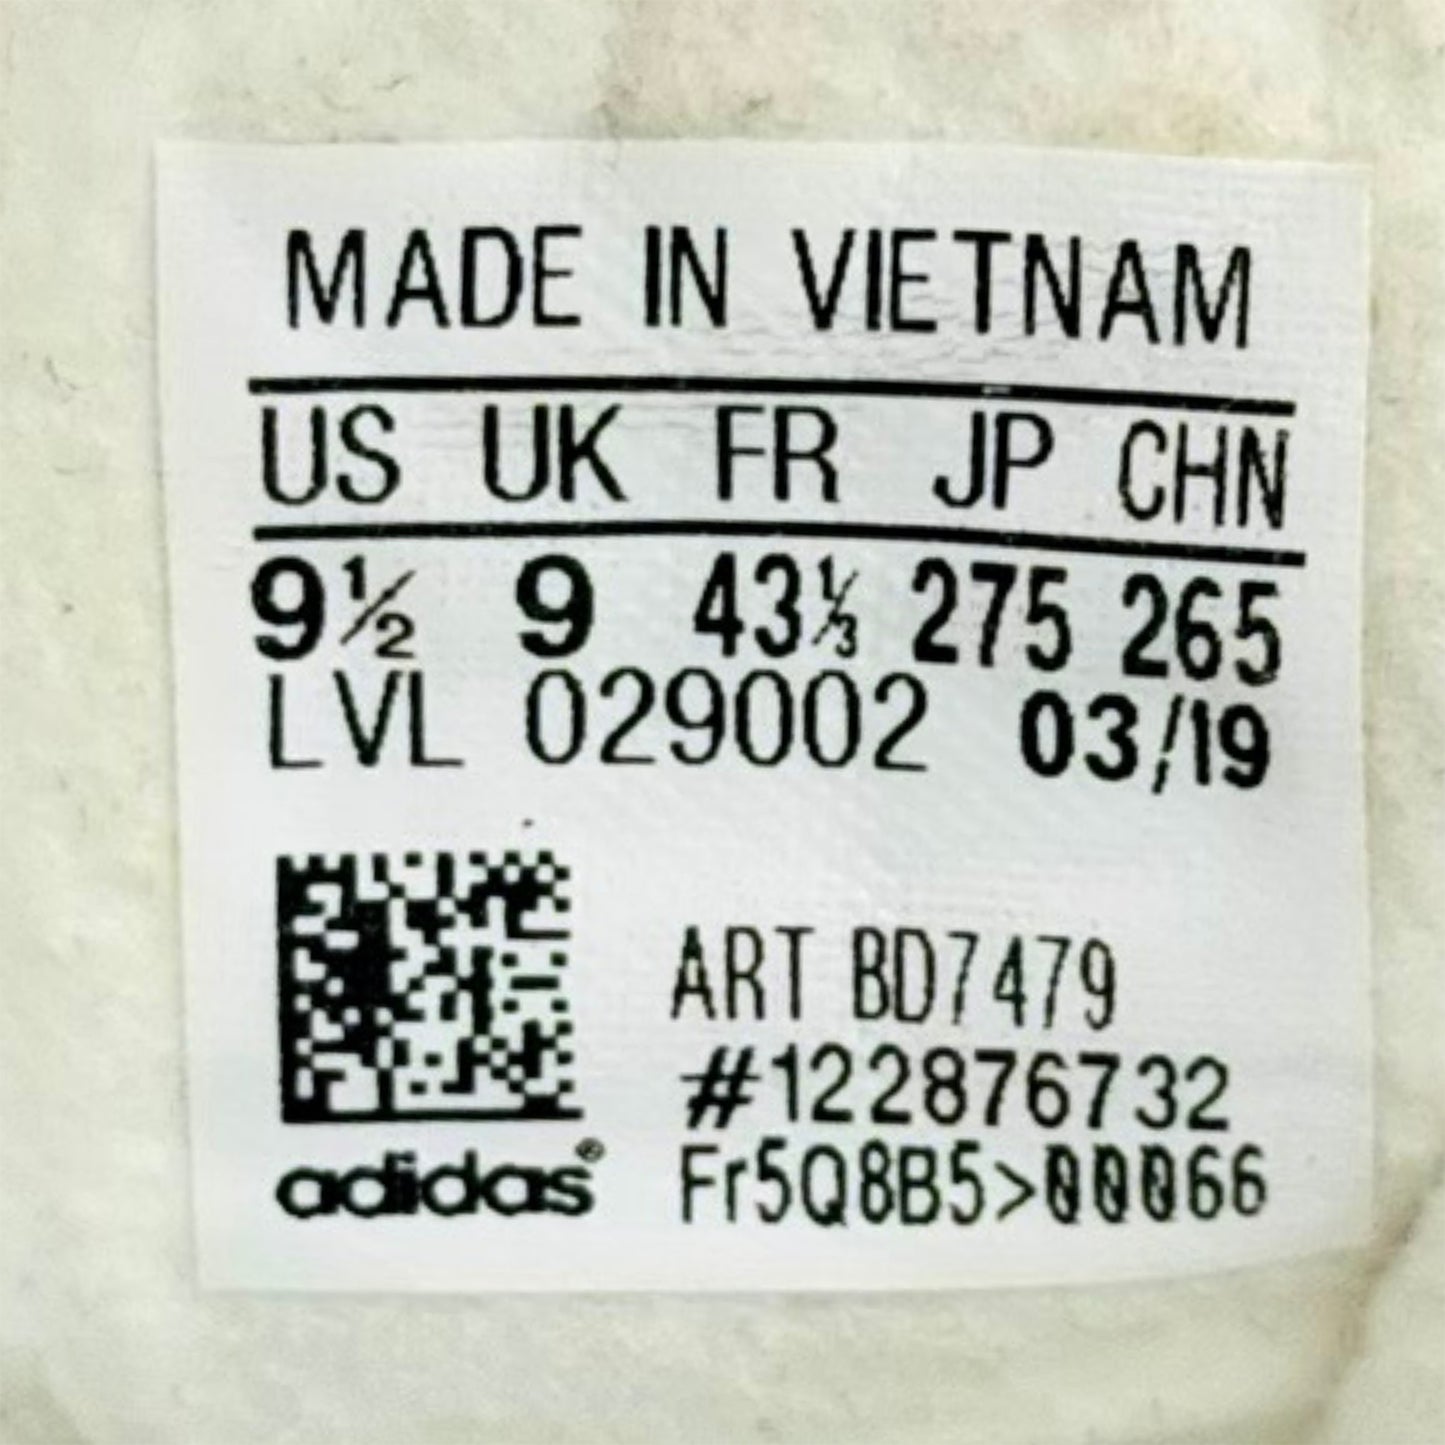 MADE IN VIETNAM
US UK FR JP CHN
9½ 9 43⅓ 275 265
LVL 029002 03/19
ART BD7479
#122876732
adidas® Fr5Q8B5>00066